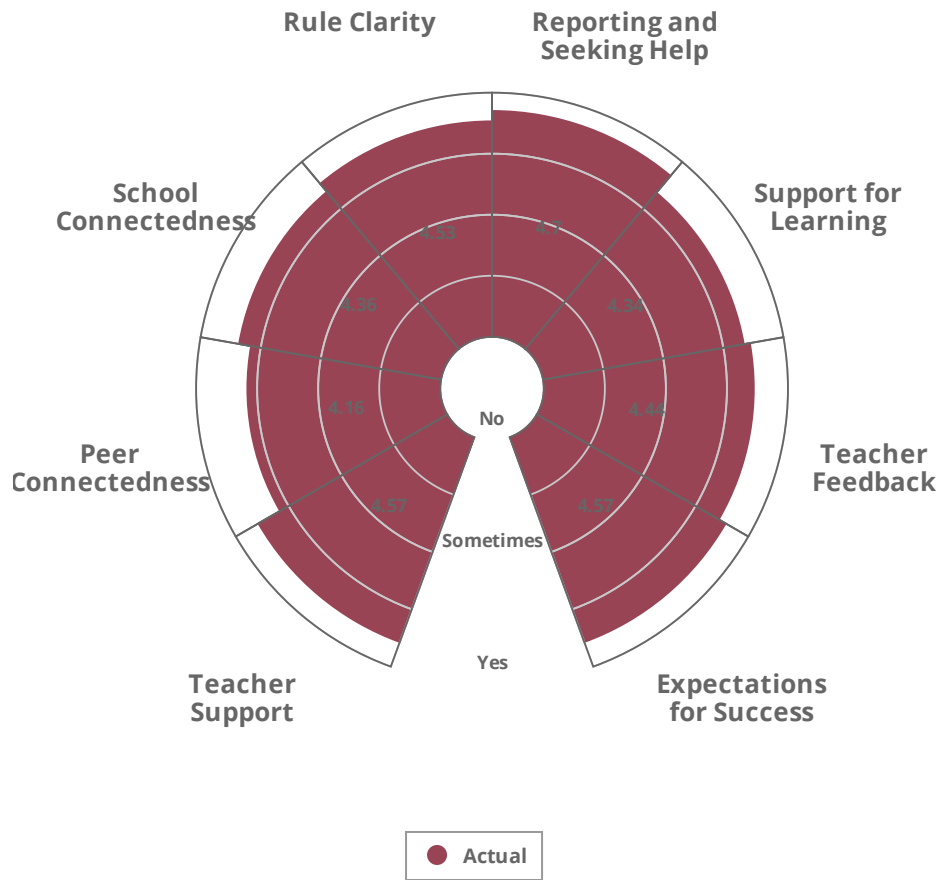 Rule Clarity
Reporting and
Seeking Help
School
Connectedness
Support for
Learning
4.53
4.7
4.36
4.34
4.16
4.44
No
Peer
Connectedness
Teacher
Feedback
4.57
4.57
Sometimes
Yes
Teacher
Support
Expectations
for Success
Actual